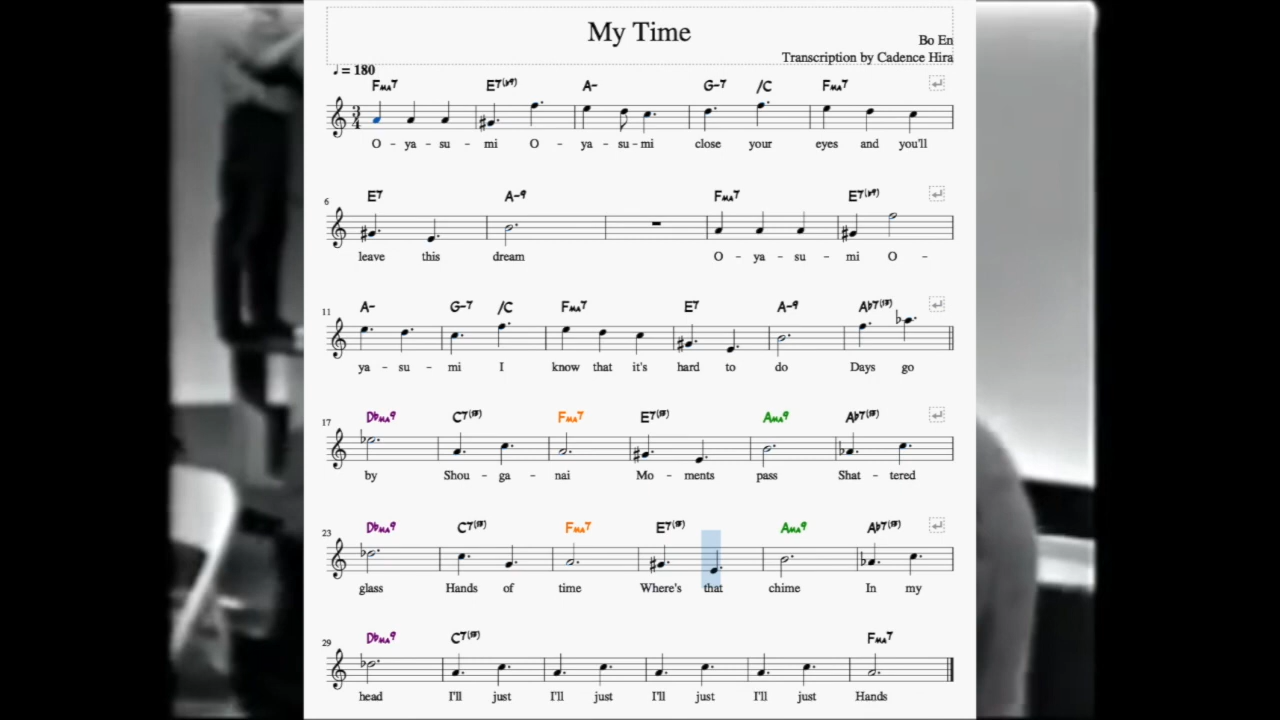 My Time
Bo En
Transcription by Cadence Hira
♩ = 180
FMA7 E7(♭9) A- G-7 /C FMA7
O - ya - su - mi O - ya - su - mi close your eyes and you'll
6
E7 A-9 FMA7 E7(♭9)
leave this dream O - ya - su - mi O -
11
A- G-7 /C FMA7 E7 A-9 A♭7(♯5)
ya - su - mi I know that it's hard to do Days go
17
D♭MA9 C7(♯5) FMA7 E7(♯5) AMA9 A♭7(♯5)
by Shou - ga - nai Mo - ments pass Shat - tered
23
D♭MA9 C7(♯5) FMA7 E7(♯5) AMA9 A♭7(♯5)
glass Hands of time Where's that chime In my
29
D♭MA9 C7(♯5) FMA7
head I'll just I'll just I'll just I'll just Hands